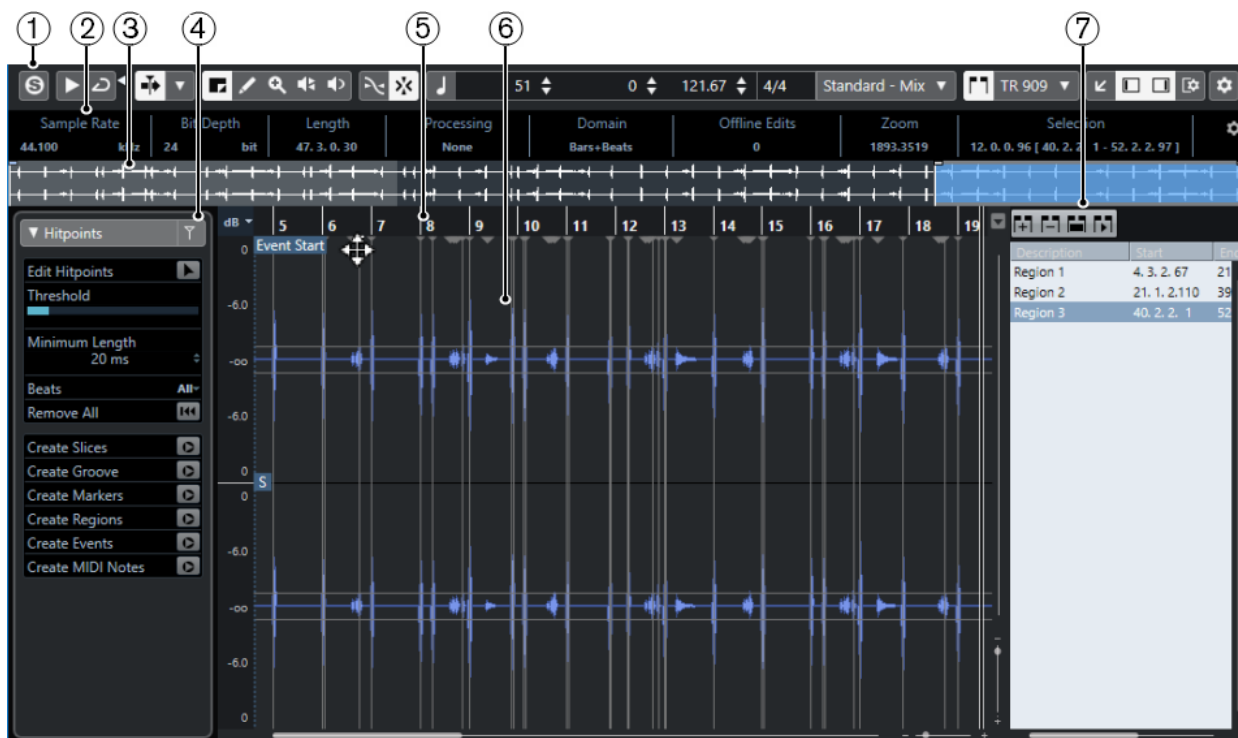 1 2 3 4 5 6 7
51 0 121.67 4/4 Standard - Mix TR 909
Sample Rate Bit Depth Length Processing Domain Offline Edits Zoom Selection
44.100 kHz 24 bit 47. 3. 0. 30 None Bars+Beats 0 1893.3519 12. 0. 0. 96 [ 40. 2. 2. 1 - 52. 2. 2. 97 ]
Hitpoints
Edit Hitpoints
Threshold
Minimum Length
20 ms
Beats All
Remove All
Create Slices
Create Groove
Create Markers
Create Regions
Create Events
Create MIDI Notes
dB 5 6 7 8 9 10 11 12 13 14 15 16 17 18 19
Event Start
0
-6.0
-oo
-6.0
0
S
0
-6.0
-oo
-6.0
0
Description Start En
Region 1 4. 3. 2. 67 21
Region 2 21. 1. 2.110 39
Region 3 40. 2. 2. 1 52